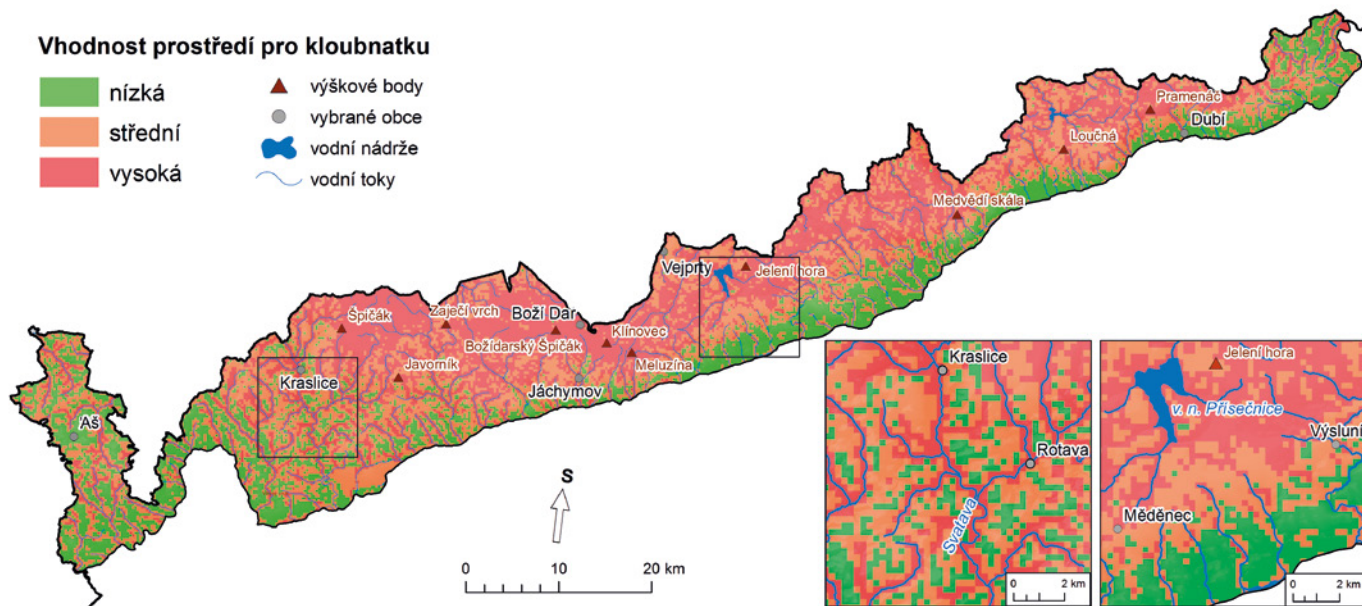 Vhodnost prostředí pro kloubnatku
nízká
střední
vysoká
výškové body
vybrané obce
vodní nádrže
vodní toky
Pramenáč
Dubí
Loučná
Medvědí skála
Vejprty
Jelení hora
Špičák
Zaječí vrch
Boží Dar
Klínovec
Božídarský Špičák
Meluzína
Kraslice
Javorník
Jáchymov
Aš
S
0 10 20 km
Kraslice
Rotava
Svatava
0 2 km
Jelení hora
v. n. Přísečnice
Výsluní
Měděnec
0 2 km